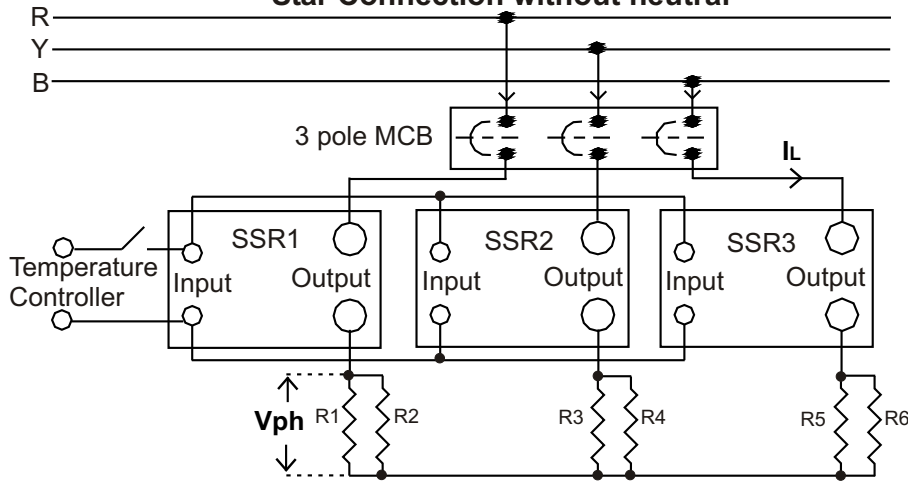 Star Connection without neutral
R
Y
B
3 pole MCB
IL
SSR1
SSR2
SSR3
Temperature
Controller
Input
Output
Input
Output
Input
Output
Vph
R1
R2
R3
R4
R5
R6